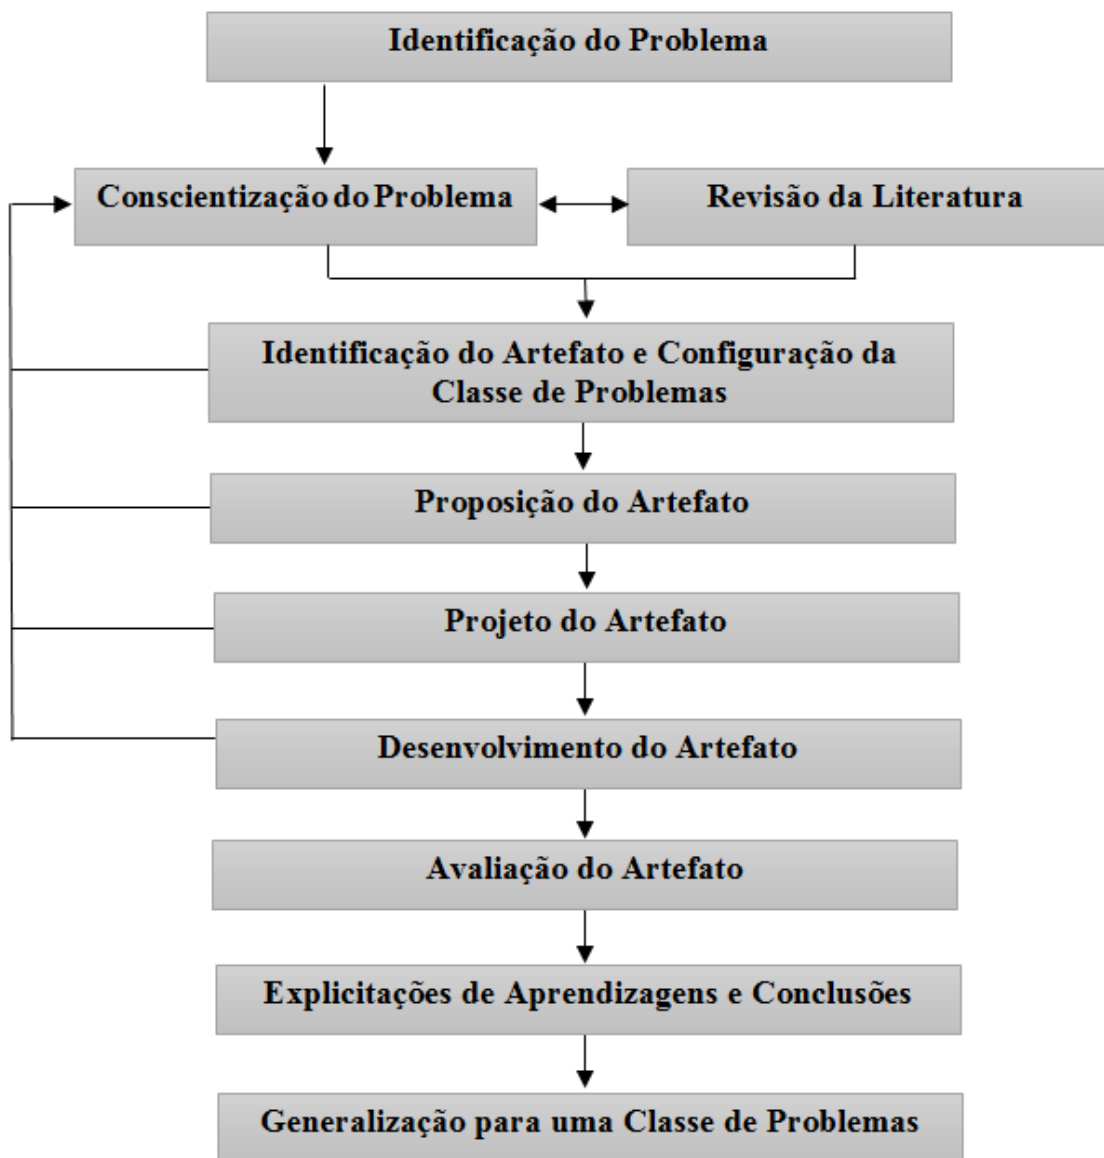 Identificação do Problema
Conscientização do Problema
Revisão da Literatura
Identificação do Artefato e Configuração da
Classe de Problemas
Proposição do Artefato
Projeto do Artefato
Desenvolvimento do Artefato
Avaliação do Artefato
Explicitações de Aprendizagens e Conclusões
Generalização para uma Classe de Problemas